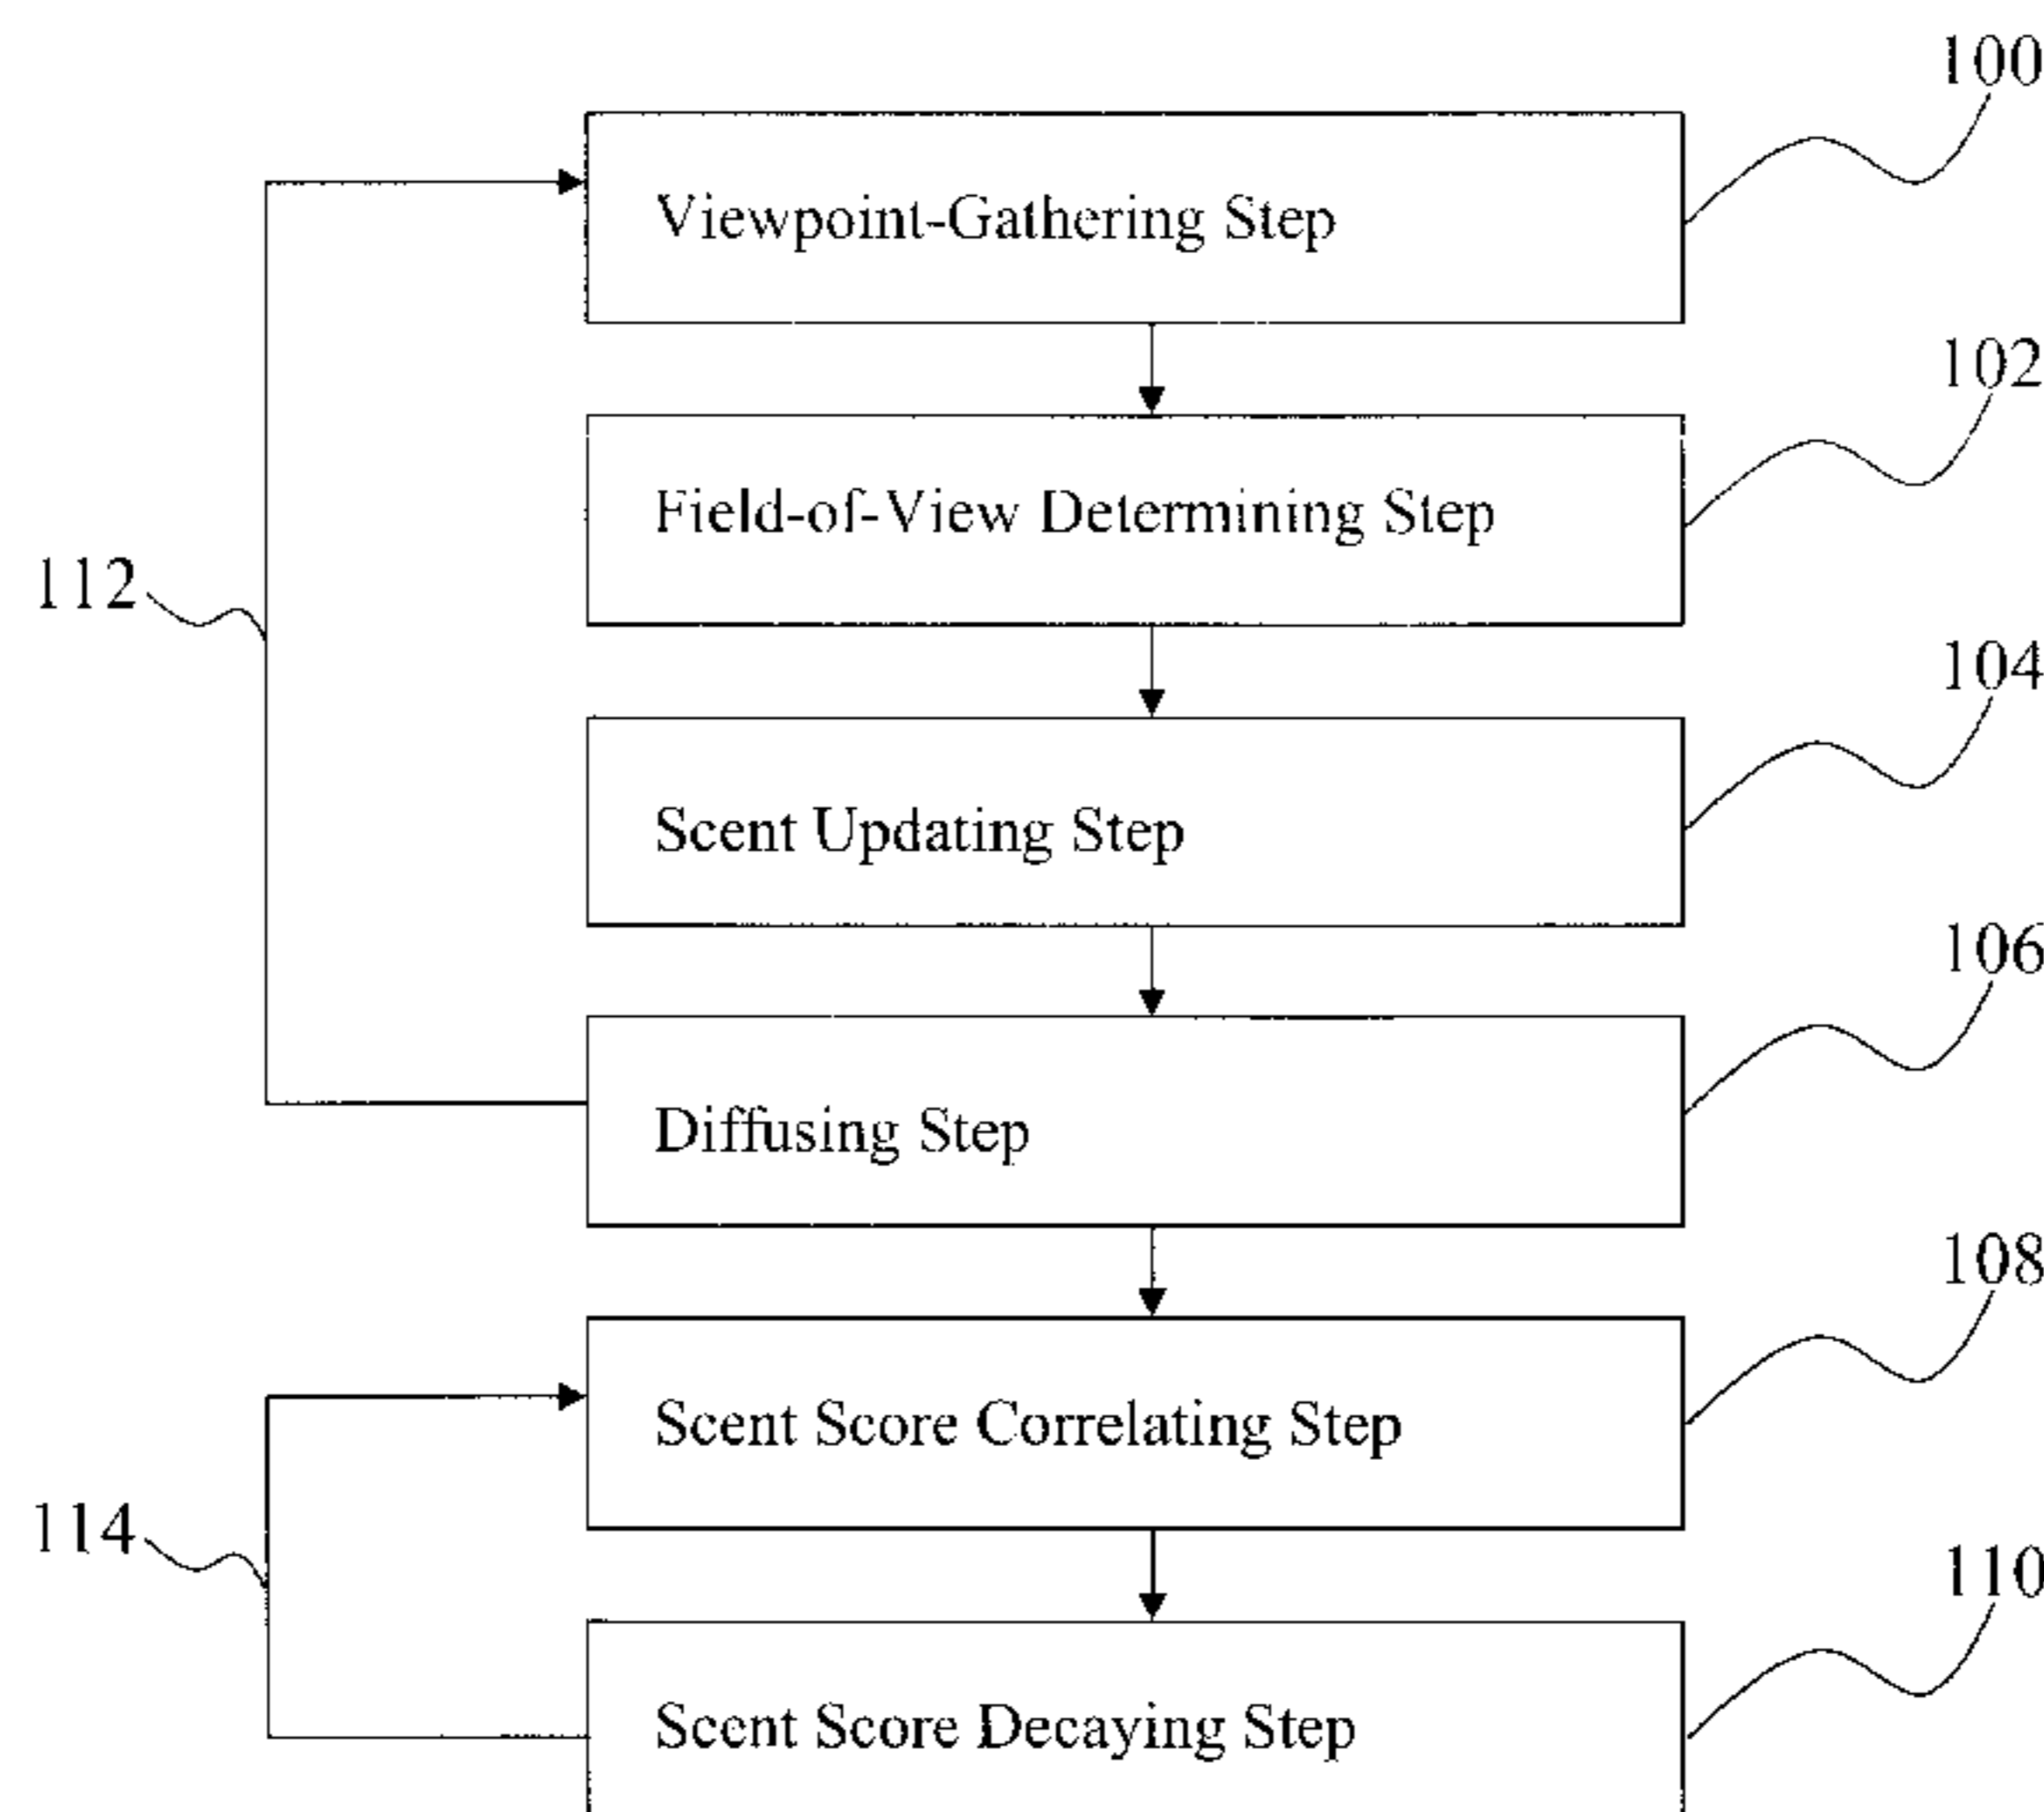 100
Viewpoint-Gathering Step
102
Field-of-View Determining Step
112
104
Scent Updating Step
106
Diffusing Step
108
Scent Score Correlating Step
114
110
Scent Score Decaying Step